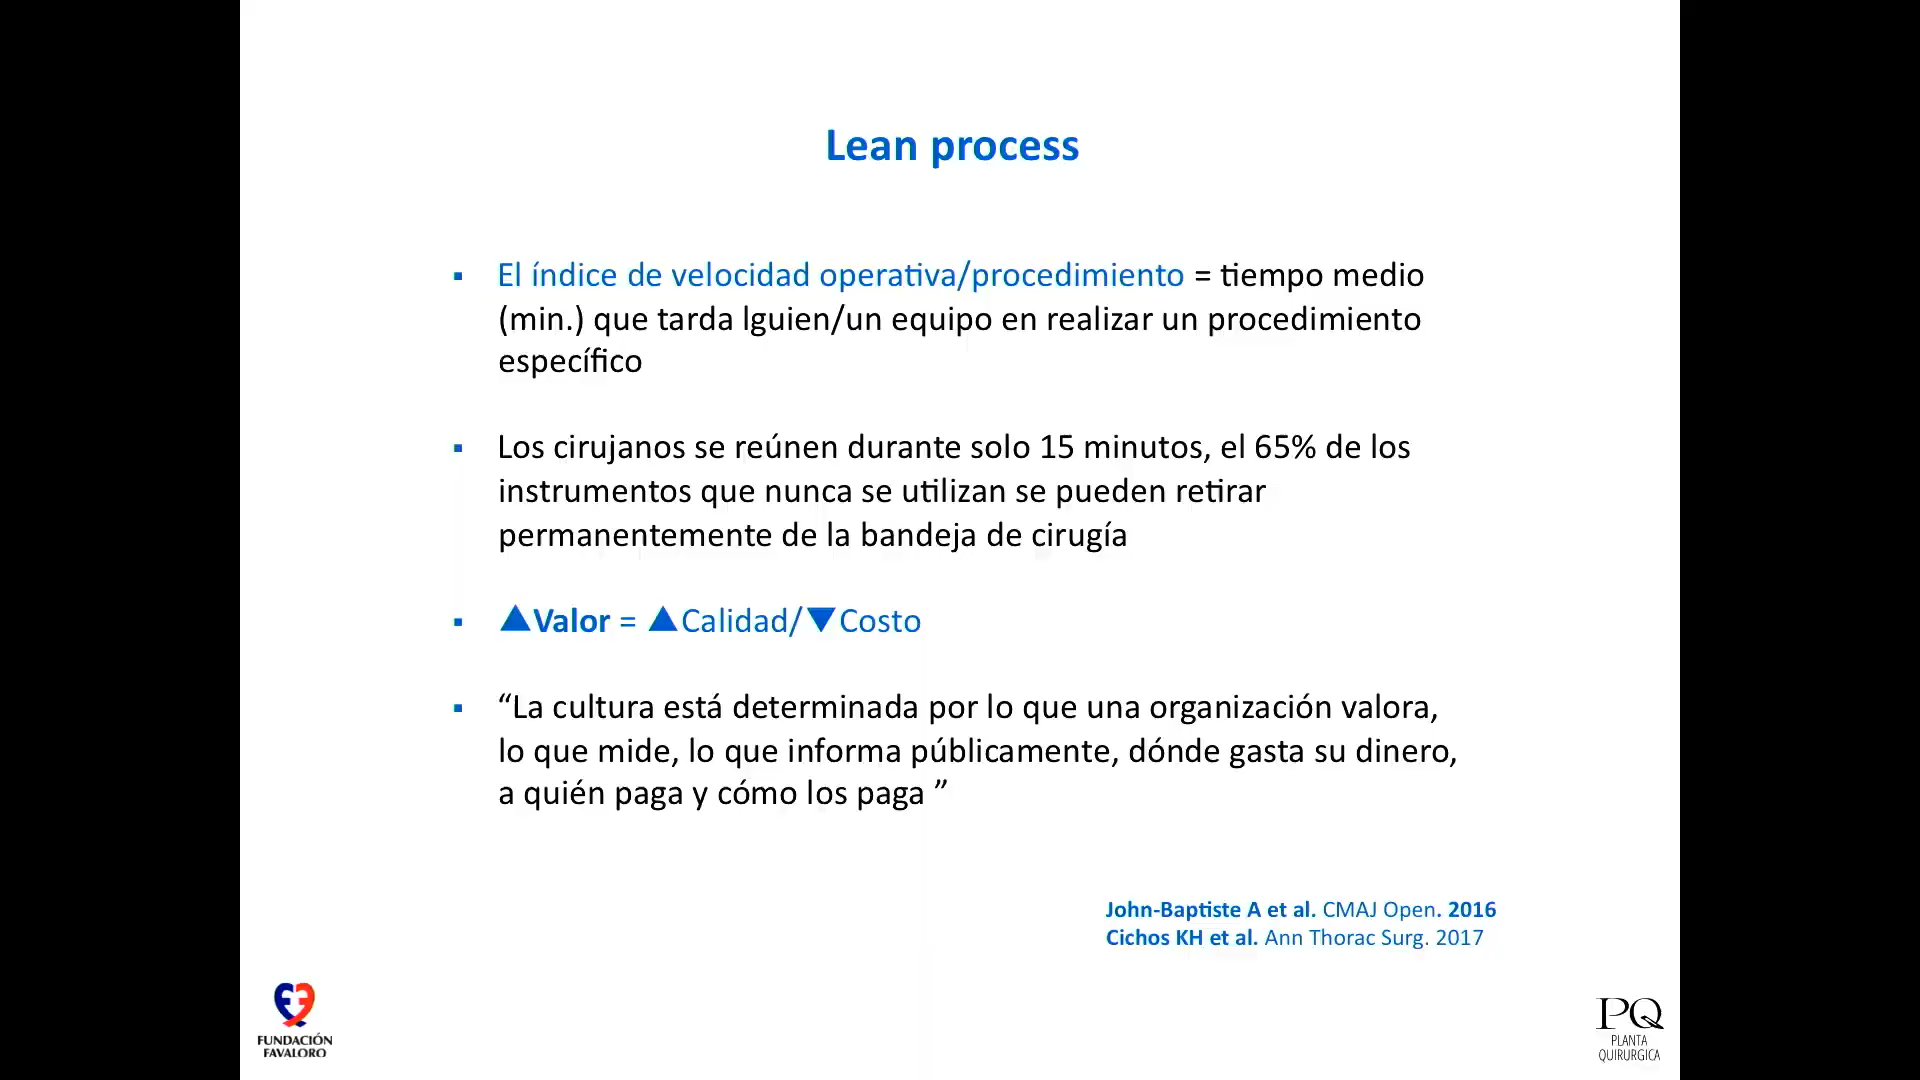 Lean process
▪ El índice de velocidad operativa/procedimiento = tiempo medio
(min.) que tarda lguien/un equipo en realizar un procedimiento
específico
▪ Los cirujanos se reúnen durante solo 15 minutos, el 65% de los
instrumentos que nunca se utilizan se pueden retirar
permanentemente de la bandeja de cirugía
▪ ▲Valor = ▲Calidad/▼Costo
▪ “La cultura está determinada por lo que una organización valora,
lo que mide, lo que informa públicamente, dónde gasta su dinero,
a quién paga y cómo los paga ”
John-Baptiste A et al. CMAJ Open. 2016
Cichos KH et al. Ann Thorac Surg. 2017
FUNDACIÓN
FAVALORO
PQ
PLANTA
QUIRURGICA